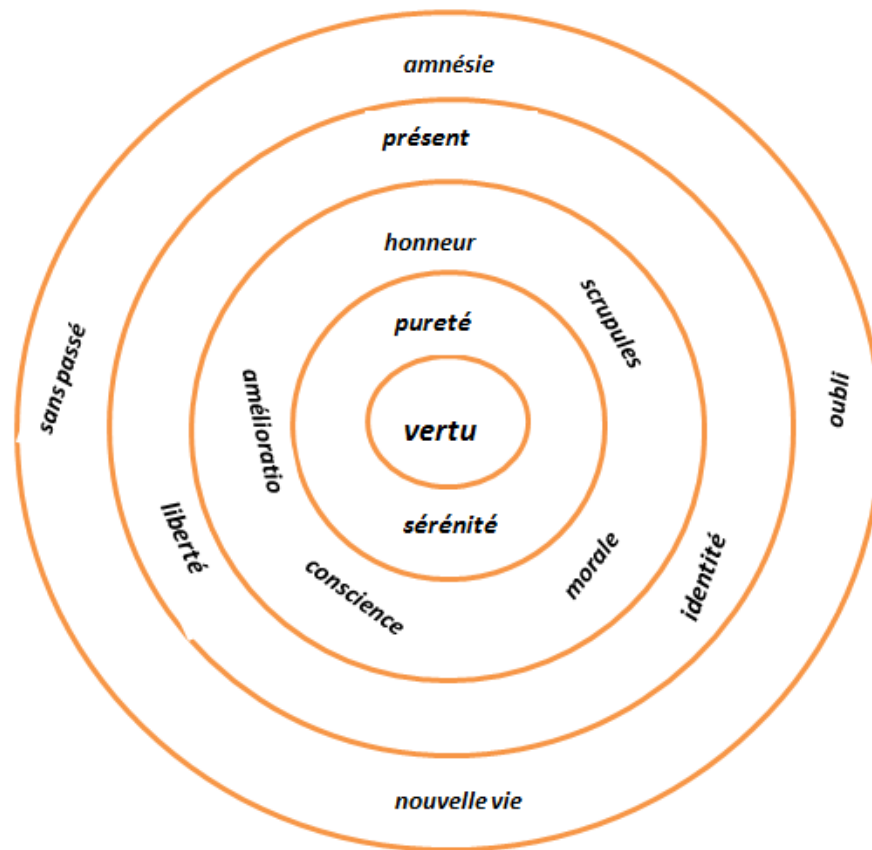 amnésie
présent
honneur
scrupules
pureté
sans passé
oubli
amélioratio
vertu
sérénité
liberté
identité
morale
conscience
nouvelle vie